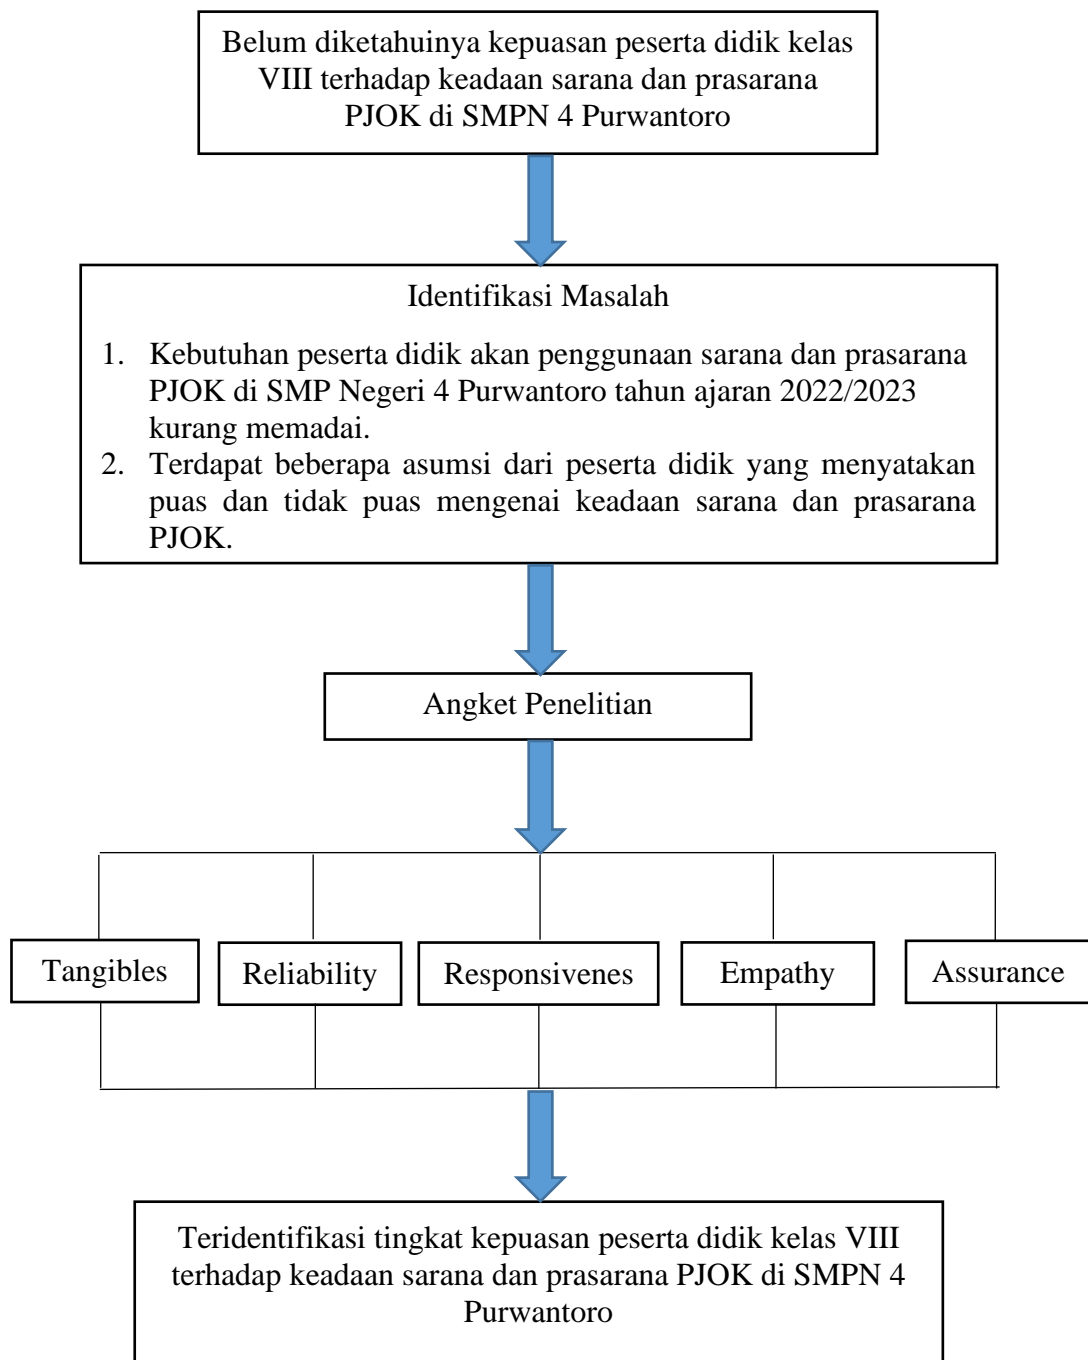 Belum diketahuinya kepuasan peserta didik kelas
VIII terhadap keadaan sarana dan prasarana
PJOK di SMPN 4 Purwantoro
Identifikasi Masalah
1. Kebutuhan peserta didik akan penggunaan sarana dan prasarana
PJOK di SMP Negeri 4 Purwantoro tahun ajaran 2022/2023
kurang memadai.
2. Terdapat beberapa asumsi dari peserta didik yang menyatakan
puas dan tidak puas mengenai keadaan sarana dan prasarana
PJOK.
Angket Penelitian
Tangibles
Reliability
Responsivenes
Empathy
Assurance
Teridentifikasi tingkat kepuasan peserta didik kelas VIII
terhadap keadaan sarana dan prasarana PJOK di SMPN 4
Purwantoro